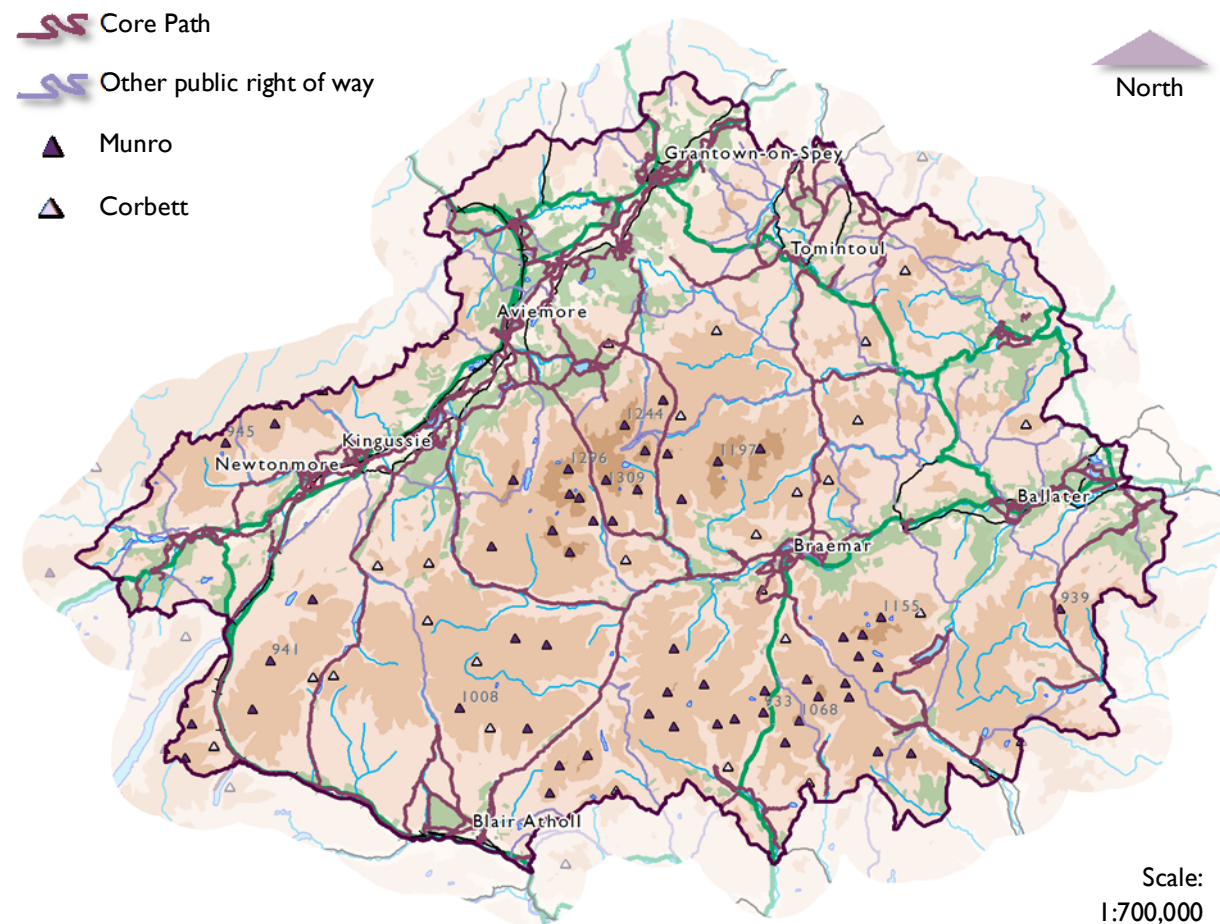 Core Path
Other public right of way
Munro
Corbett
North
Grantown-on-Spey
Tomintoul
Aviemore
1244
945
Kingussie
1197
1296
Newtonmore
1309
Ballater
Braemar
939
1155
941
1008
933
1068
Blair Atholl
Scale:
1:700,000